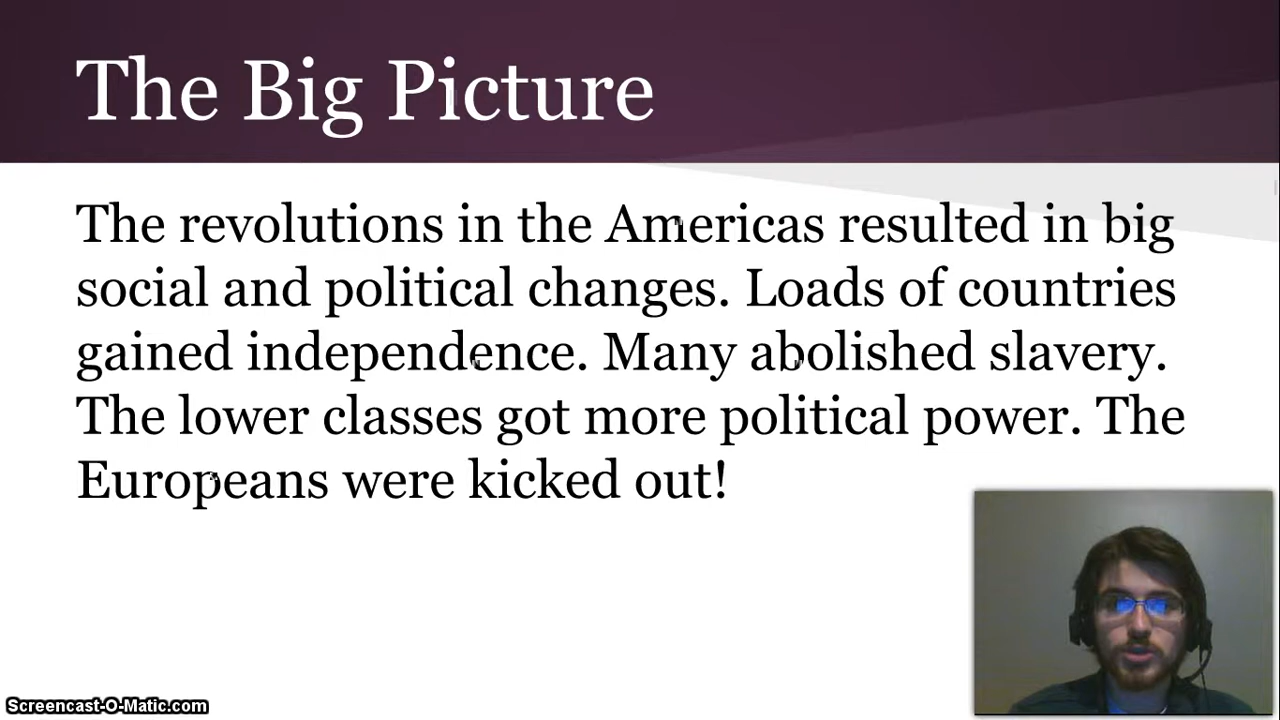 The Big Picture
The revolutions in the Americas resulted in big
social and political changes. Loads of countries
gained independence. Many abolished slavery.
The lower classes got more political power. The
Europeans were kicked out!
Screencast-O-Matic.com